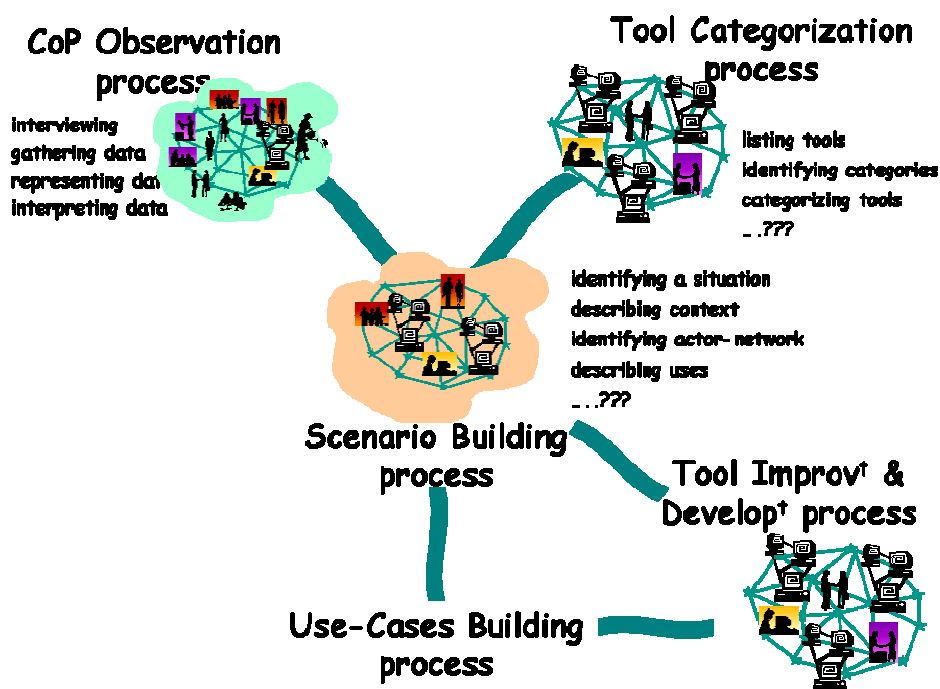 CoP Observation
process
interviewing
gathering data
representing dat
interpreting data
Tool Categorization
process
listing tools
identifying categories
categorizing tools
_ ..???
identifying a situation
describing context
identifying actor-network
describing uses
_ ..???
Scenario Building
process
Tool Improv† &
Develop† process
Use-Cases Building
process